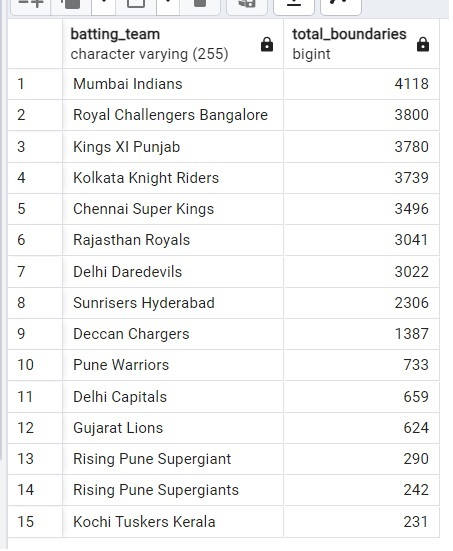 batting_team total_boundaries
character varying (255) bigint
1 Mumbai Indians 4118
2 Royal Challengers Bangalore 3800
3 Kings XI Punjab 3780
4 Kolkata Knight Riders 3739
5 Chennai Super Kings 3496
6 Rajasthan Royals 3041
7 Delhi Daredevils 3022
8 Sunrisers Hyderabad 2306
9 Deccan Chargers 1387
10 Pune Warriors 733
11 Delhi Capitals 659
12 Gujarat Lions 624
13 Rising Pune Supergiant 290
14 Rising Pune Supergiants 242
15 Kochi Tuskers Kerala 231